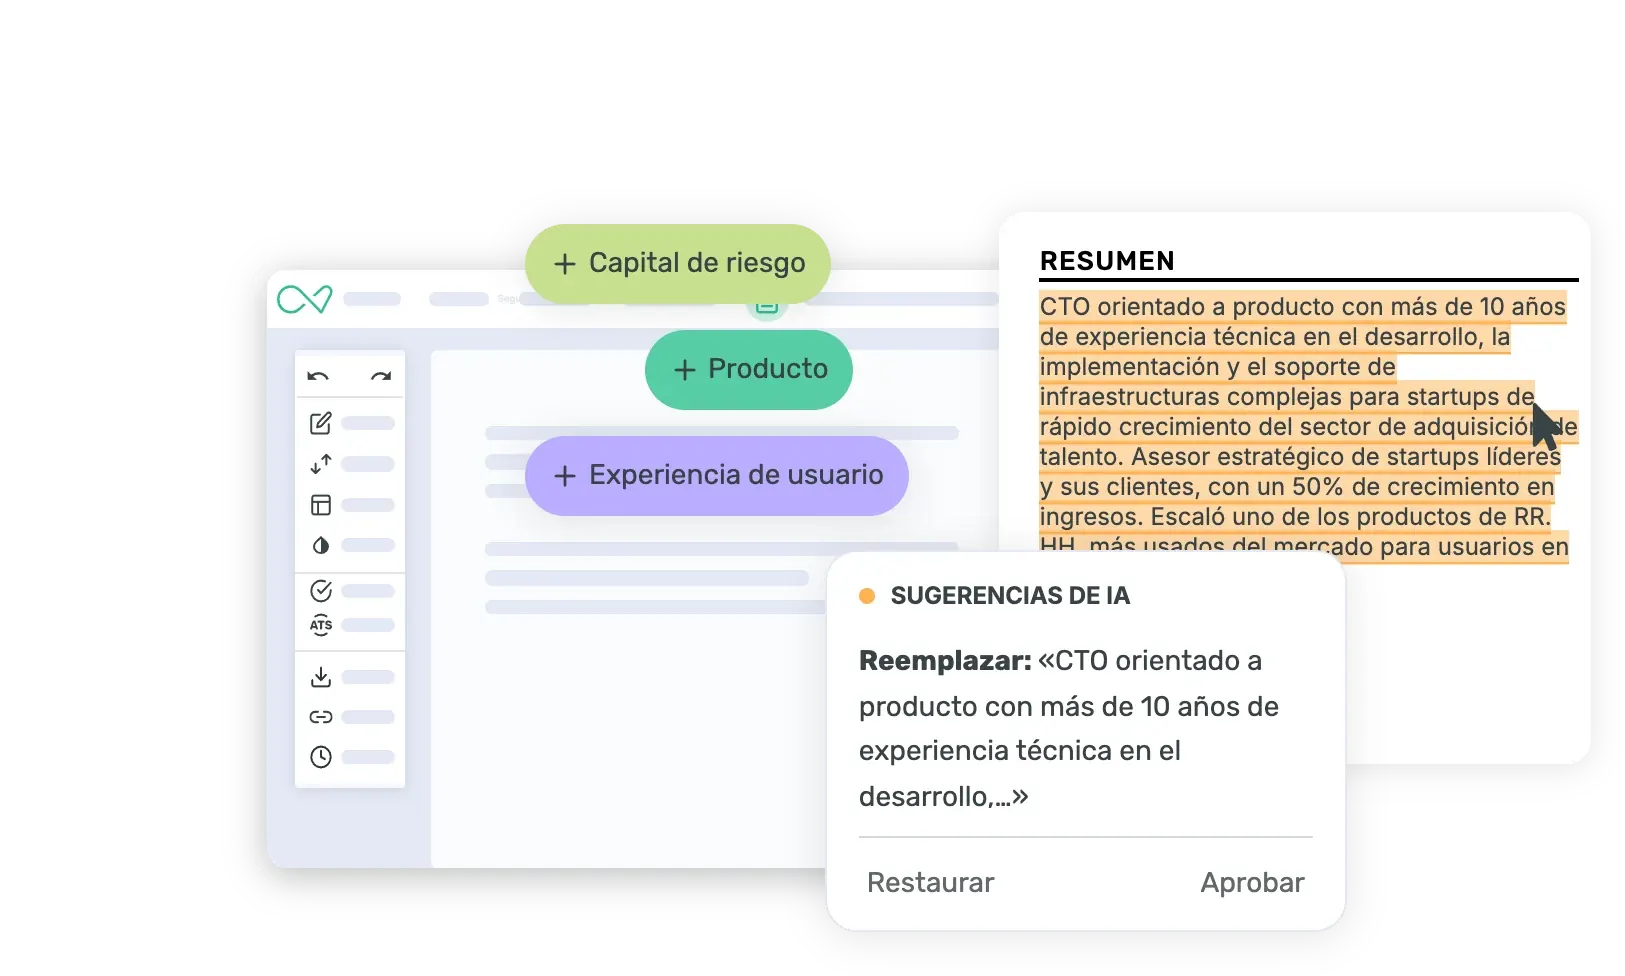 + Capital de riesgo
+ Producto
+ Experiencia de usuario
ATS
RESUMEN
CTO orientado a producto con más de 10 años
de experiencia técnica en el desarrollo, la
implementación y el soporte de
infraestructuras complejas para startups de
rápido crecimiento del sector de adquisición de
talento. Asesor estratégico de startups líderes
y sus clientes, con un 50% de crecimiento en
ingresos. Escaló uno de los productos de RR.
HH. más usados del mercado para usuarios en
SUGERENCIAS DE IA
Reemplazar: «CTO orientado a
producto con más de 10 años de
experiencia técnica en el
desarrollo,...»
Restaurar
Aprobar